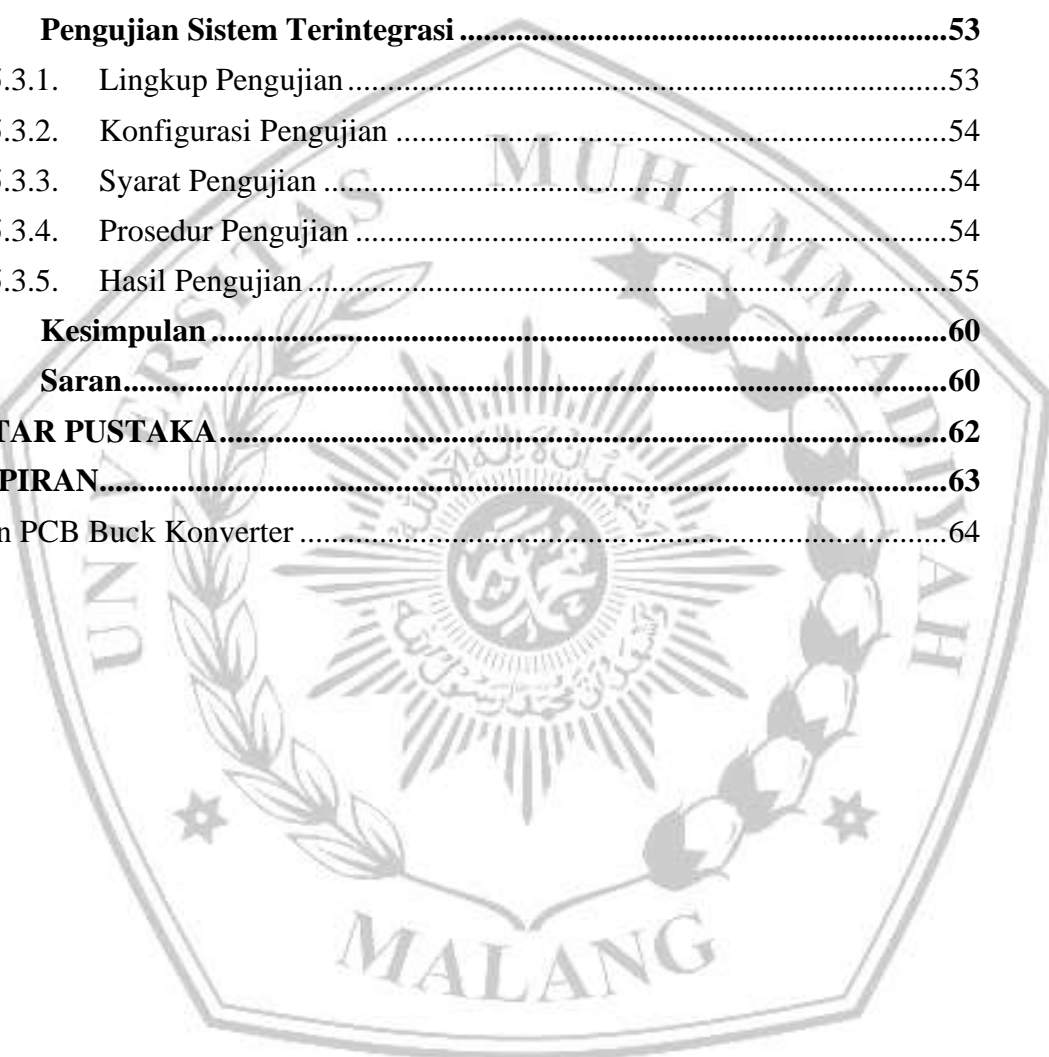 Pengujian Sistem Terintegrasi ............................................................. 53
5.3.1. Lingkup Pengujian ........................................................................... 53
5.3.2. Konfigurasi Pengujian ..................................................................... 54
5.3.3. Syarat Pengujian .............................................................................. 54
5.3.4. Prosedur Pengujian .......................................................................... 54
5.3.5. Hasil Pengujian ................................................................................ 55
Kesimpulan ............................................................................................ 60
Saran ....................................................................................................... 60
TAR PUSTAKA ........................................................................................... 62
PIRAN .......................................................................................................... 63
n PCB Buck Konverter ................................................................................. 64
UNIVERSITAS MUHAMMADIYAH
MALANG